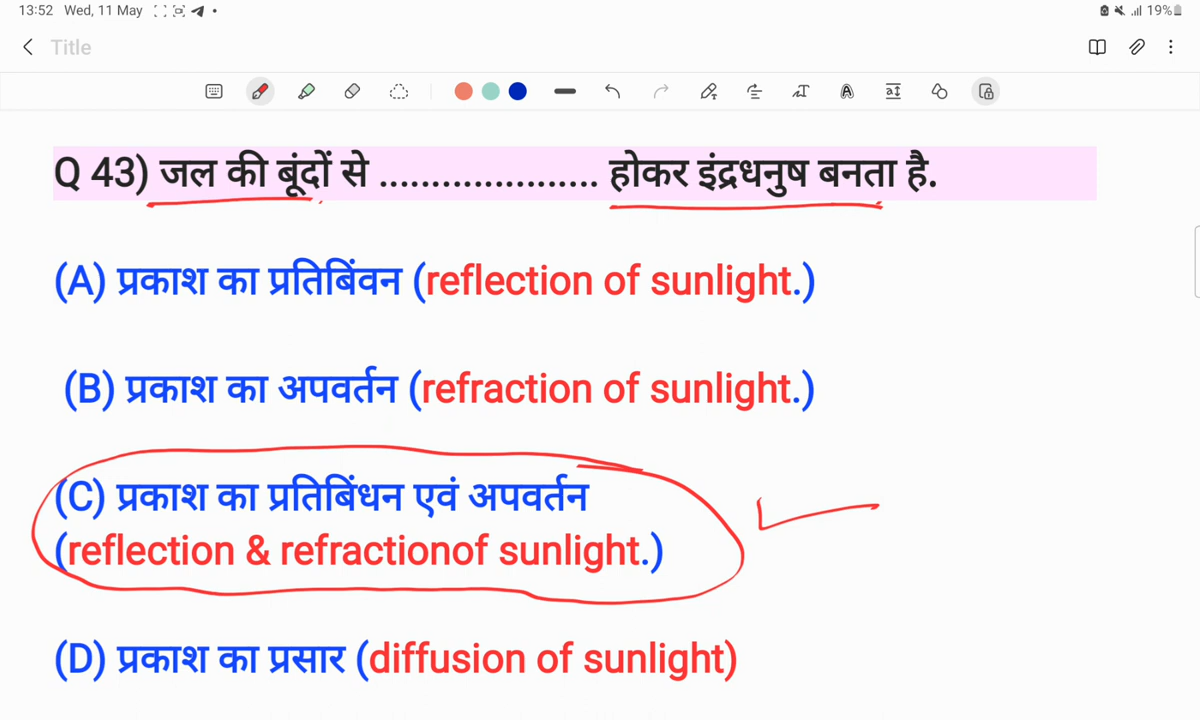 13:52 Wed, 11 May 19%
Title
Q 43) जल की बूंदों से ..................... होकर इंद्रधनुष बनता है.
(A) प्रकाश का प्रतिबिंवन (reflection of sunlight.)
(B) प्रकाश का अपवर्तन (refraction of sunlight.)
(C) प्रकाश का प्रतिबिंधन एवं अपवर्तन
(reflection & refractionof sunlight.)
(D) प्रकाश का प्रसार (diffusion of sunlight)